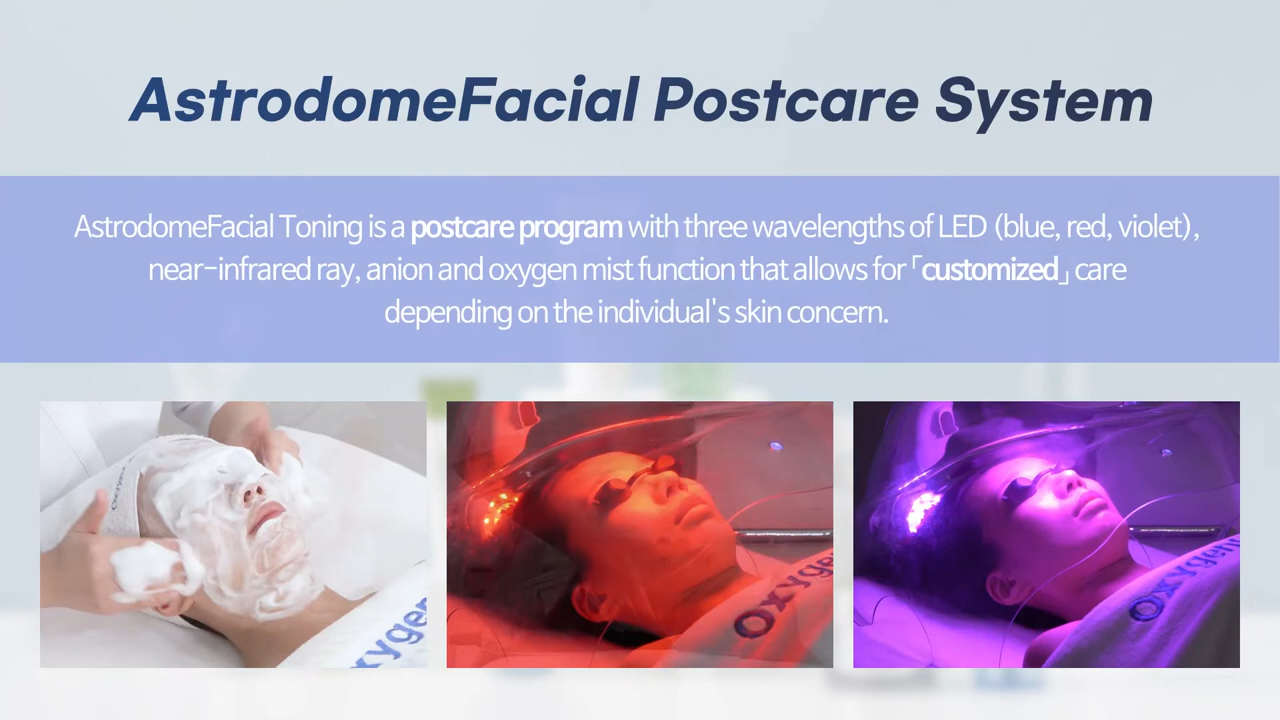 AstrodomeFacial Postcare System
AstrodomeFacial Toning is a postcare program with three wavelengths of LED (blue, red, violet),
near-infrared ray, anion and oxygen mist function that allows for「customized」care
depending on the individual's skin concern.
Oxygen
Oxygen